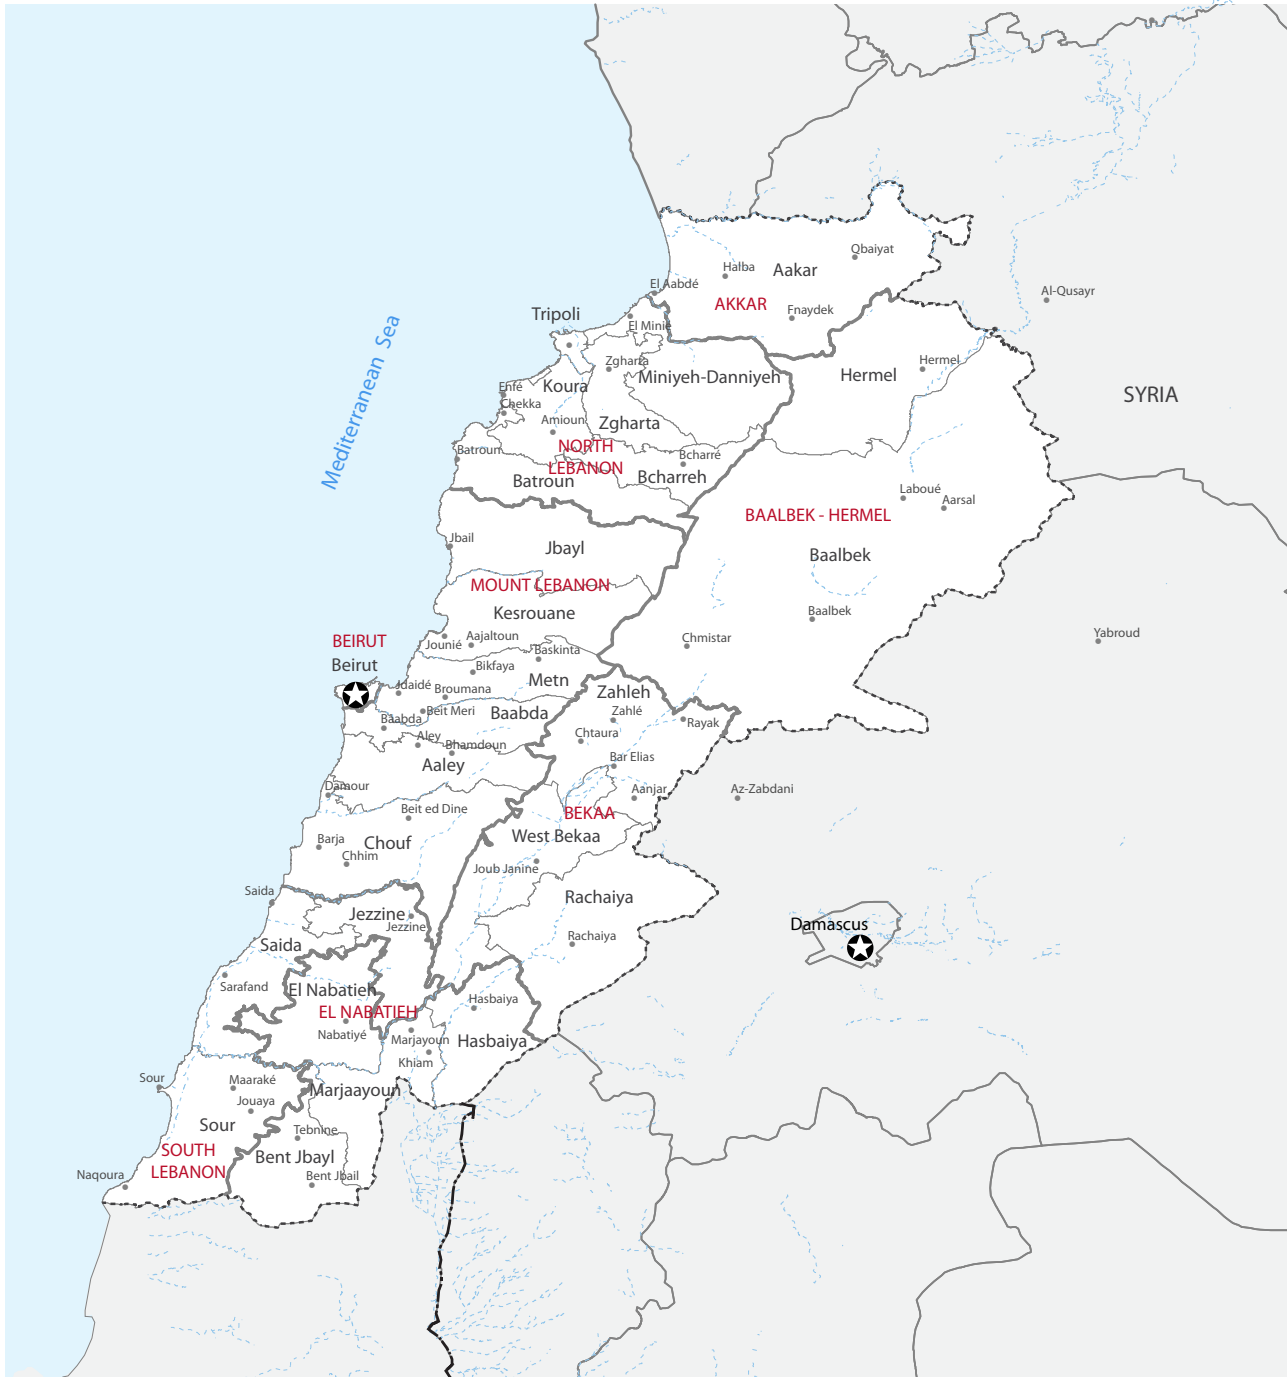 Qbaiyat
Halba
Aakar
El Aabdé
Al-Qusayr
AKKAR
Fnaydek
Tripoli
El Minié
Mediterranean Sea
Zgharta
Hermel
Hermel
Miniyeh-Danniyeh
Koura
Enfé
Chekka
SYRIA
Amioun
Zgharta
NORTH
LEBANON
Batroun
Bcharré
Bcharreh
Batroun
Laboué
Aarsal
BAALBEK - HERMEL
Jbail
Jbayl
Baalbek
MOUNT LEBANON
Kesrouane
Baalbek
Yabroud
BEIRUT
Beirut
Jounié
Aajaltoun
Chmistar
Baskinta
Bikfaya
Metn
Jdaidé
Broumana
Zahleh
Beit Meri
Baabda
Baabda
Zahlé
Rayak
Aley
Bhamdoun
Chtaura
Aaley
Bar Elias
Damour
Aanjar
Az-Zabdani
Beit ed Dine
BEKAA
Barja
Chouf
West Bekaa
Chhim
Joub Janine
Saida
Rachaiya
Jezzine
Jezzine
Damascus
Saida
Rachaiya
Sarafand
El Nabatieh
Hasbaiya
EL NABATIEH
Nabatiyé
Marjayoun
Hasbaiya
Khiam
Sour
Maaraké
Marjaayoun
Jouaya
Sour
Tebnine
SOUTH
LEBANON
Bent Jbayl
Naqoura
Bent Jbail